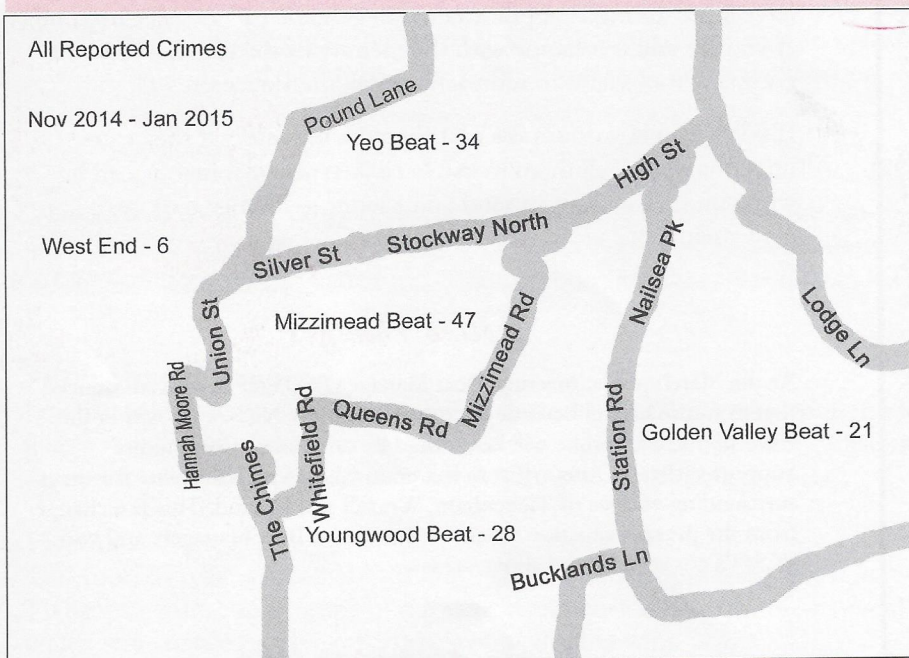 All Reported Crimes
Nov 2014 - Jan 2015
Pound Lane
Yeo Beat - 34
High St
West End - 6
Silver St
Stockway North
Nailsea Pk
Union St
Mizzimead Beat - 47
Mizzimead Rd
Lodge Ln
Hannah Moore Rd
Whitefield Rd
Queens Rd
Station Rd
Golden Valley Beat - 21
The Chimes
Youngwood Beat - 28
Bucklands Ln